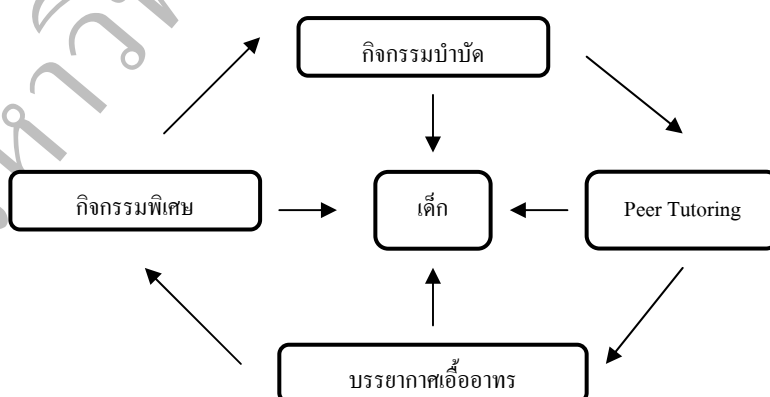 กิจกรรมบำบัด
กิจกรรมพิเศษ
เด็ก
Peer Tutoring
บรรยากาศเอื้ออาทร